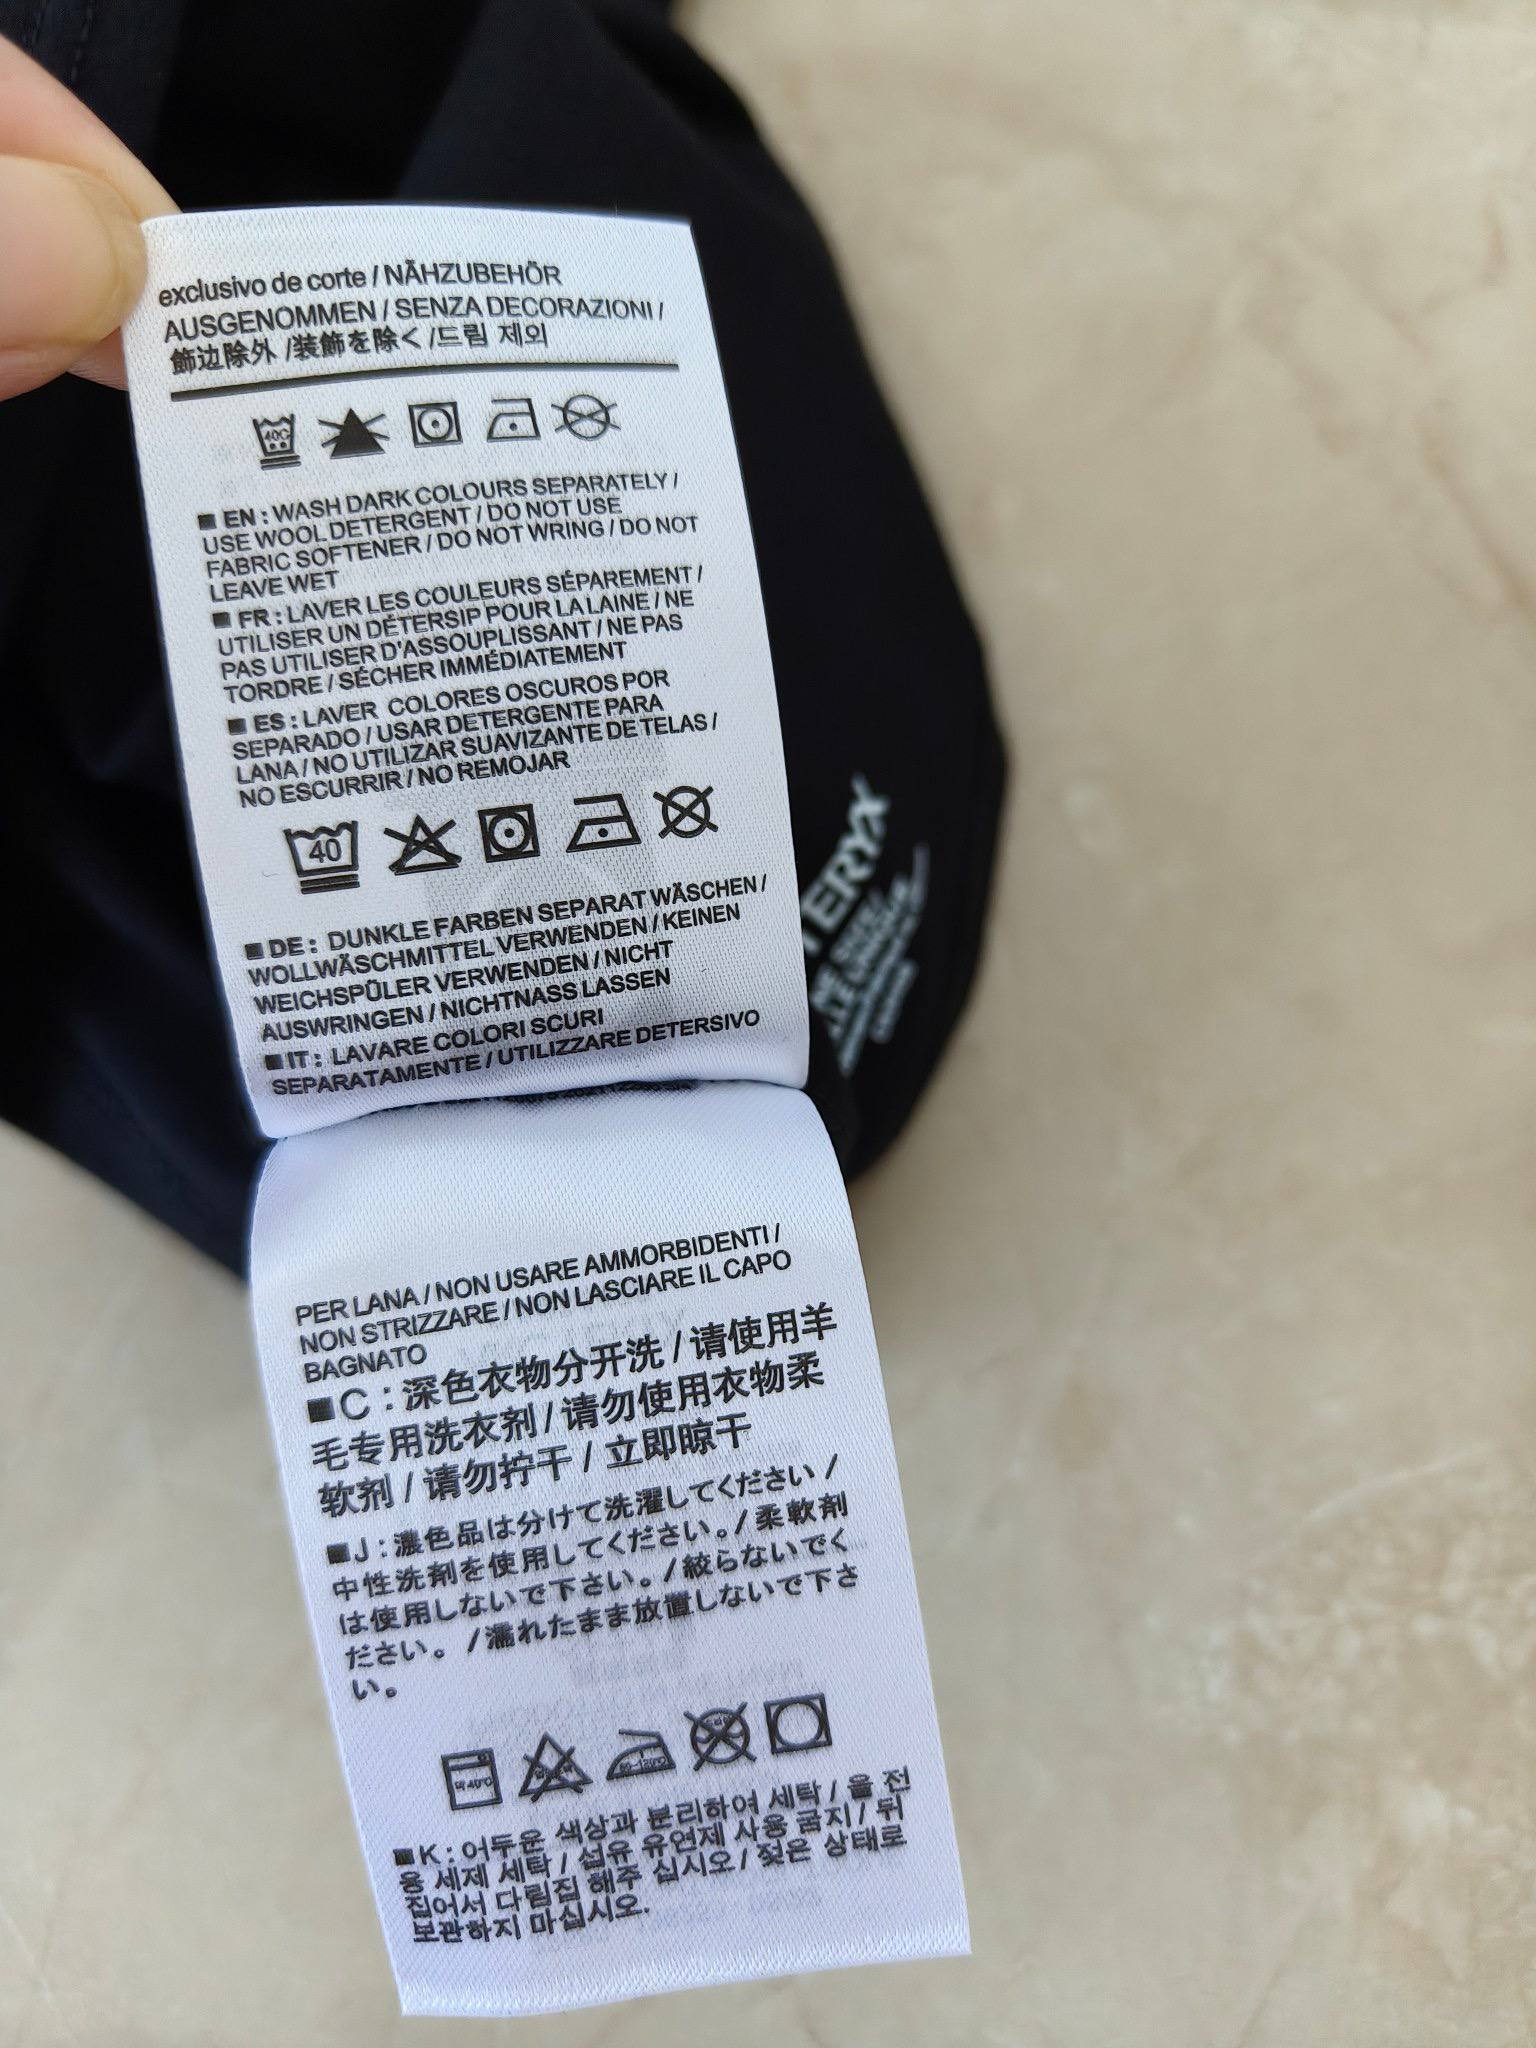 exclusivo de corte / NÄHZUBEHÖR
AUSGENOMMEN / SENZA DECORAZIONI /
飾边除外 /装飾を除く /드림 제외
40C
■ EN : WASH DARK COLOURS SEPARATELY /
USE WOOL DETERGENT / DO NOT USE
FABRIC SOFTENER / DO NOT WRING / DO NOT
LEAVE WET
■ FR : LAVER LES COULEURS SÉPAREMENT /
UTILISER UN DÉTERSIP POUR LA LAINE / NE
PAS UTILISER D'ASSOUPLISSANT / NE PAS
TORDRE / SÉCHER IMMÉDIATEMENT
■ ES : LAVER COLORES OSCUROS POR
SEPARADO / USAR DETERGENTE PARA
LANA / NO UTILIZAR SUAVIZANTE DE TELAS /
NO ESCURRIR / NO REMOJAR
40
■ DE : DUNKLE FARBEN SEPARAT WÄSCHEN /
WOLLWÄSCHMITTEL VERWENDEN / KEINEN
WEICHSPÜLER VERWENDEN / NICHT
AUSWRINGEN / NICHTNASS LASSEN
■ IT : LAVARE COLORI SCURI
SEPARATAMENTE / UTILIZZARE DETERSIVO
TERYX
PER LANA / NON USARE AMMORBIDENTI /
NON STRIZZARE / NON LASCIARE IL CAPO
BAGNATO
■ C : 深色衣物分开洗 / 请使用羊
毛专用洗衣剂 / 请勿使用衣物柔
软剂 / 请勿拧干 / 立即晾干
■ J : 濃色品は分けて洗濯してください /
中性洗剤を使用してください。/ 柔軟剤
は使用しないで下さい。/ 絞らないでく
ださい。 / 濡れたまま放置しないで下さ
い。
약 40℃
80~120℃
■ K : 어두운 색상과 분리하여 세탁 / 울 전
용 세제 세탁 / 섬유 유연제 사용 금지 / 뒤
집어서 다림집 해주 십시오 / 젖은 상태로
보관하지 마십시오.